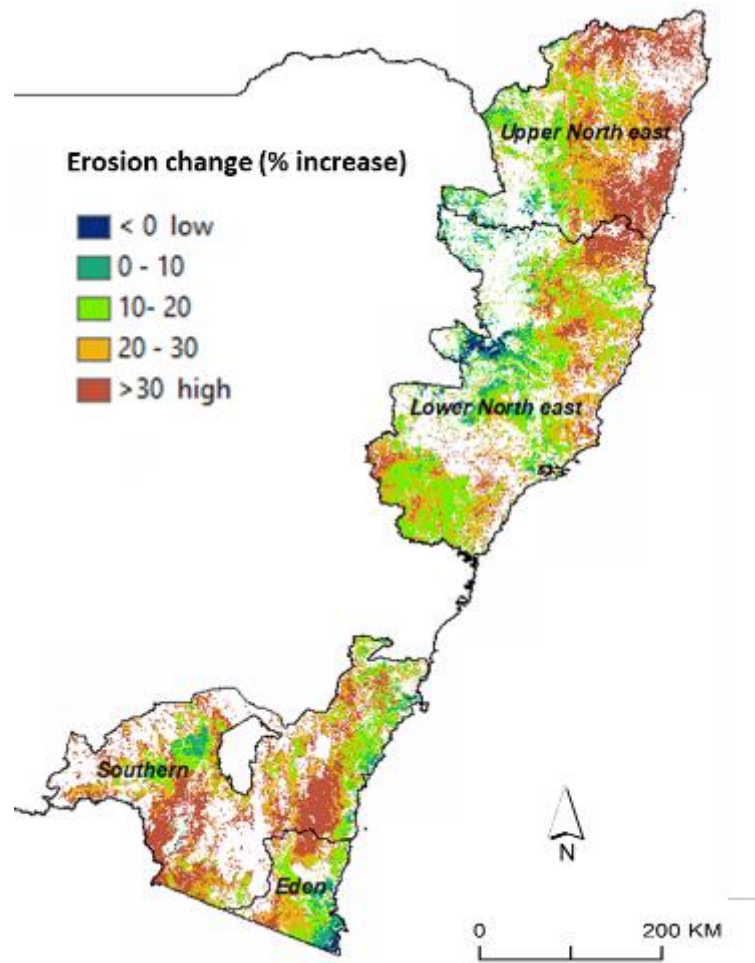 Upper North east
Erosion change (% increase)
< 0 low
0 - 10
10- 20
20 - 30
>30 high
Lower North east
Southern
Eden
N
0 200 KM